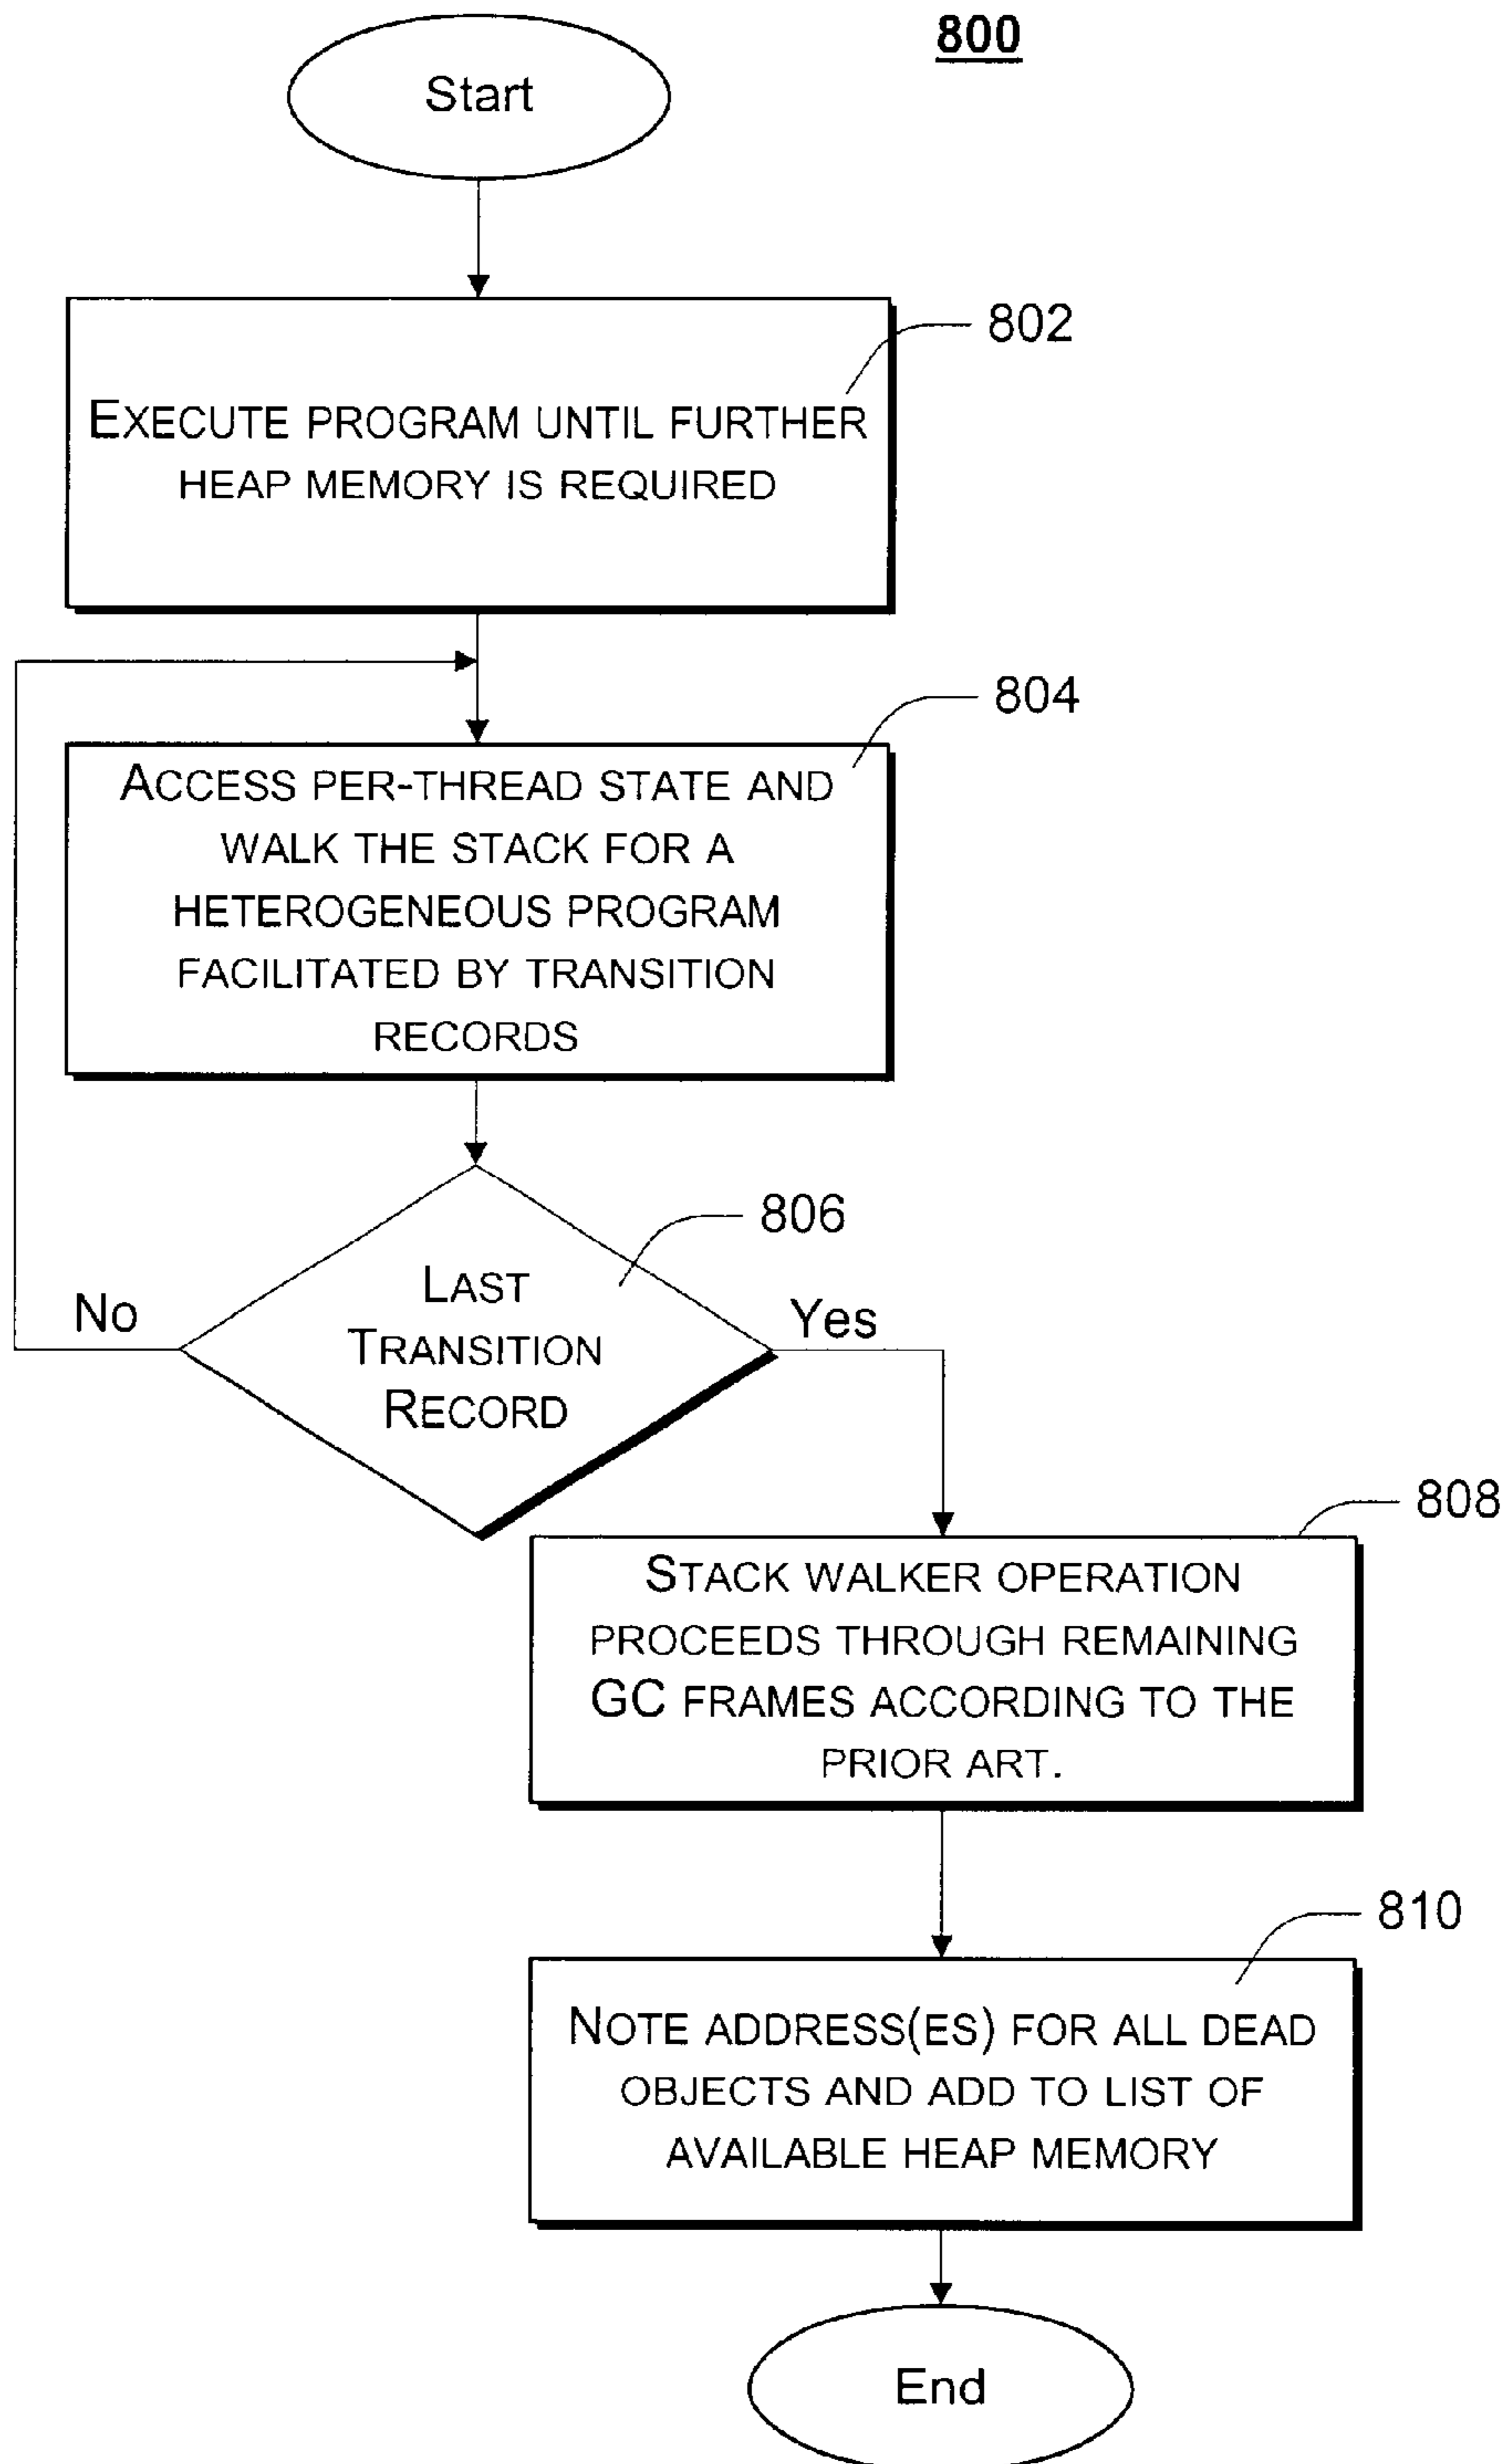 800
Start
802
EXECUTE PROGRAM UNTIL FURTHER
HEAP MEMORY IS REQUIRED
804
ACCESS PER-THREAD STATE AND
WALK THE STACK FOR A
HETEROGENEOUS PROGRAM
FACILITATED BY TRANSITION
RECORDS
806
LAST
TRANSITION
RECORD
No
Yes
808
STACK WALKER OPERATION
PROCEEDS THROUGH REMAINING
GC FRAMES ACCORDING TO THE
PRIOR ART.
810
NOTE ADDRESS(ES) FOR ALL DEAD
OBJECTS AND ADD TO LIST OF
AVAILABLE HEAP MEMORY
End